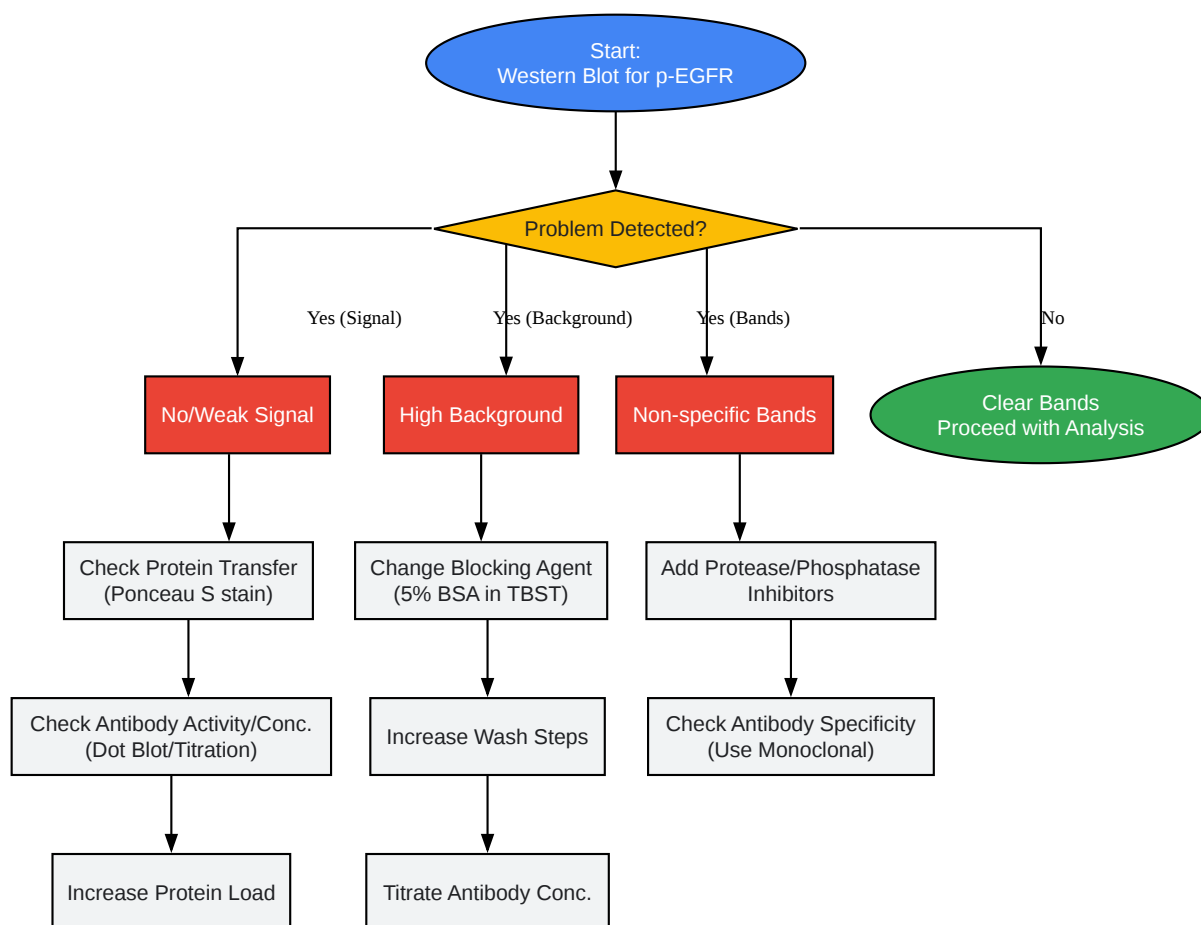 Start:
Western Blot for p-EGFR
Problem Detected?
Yes (Signal)
Yes (Background)
Yes (Bands)
No
No/Weak Signal
High Background
Non-specific Bands
Clear Bands
Proceed with Analysis
Check Protein Transfer
(Ponceau S stain)
Change Blocking Agent
(5% BSA in TBST)
Add Protease/Phosphatase
Inhibitors
Check Antibody Activity/Conc.
(Dot Blot/Titration)
Increase Wash Steps
Check Antibody Specificity
(Use Monoclonal)
Increase Protein Load
Titrate Antibody Conc.